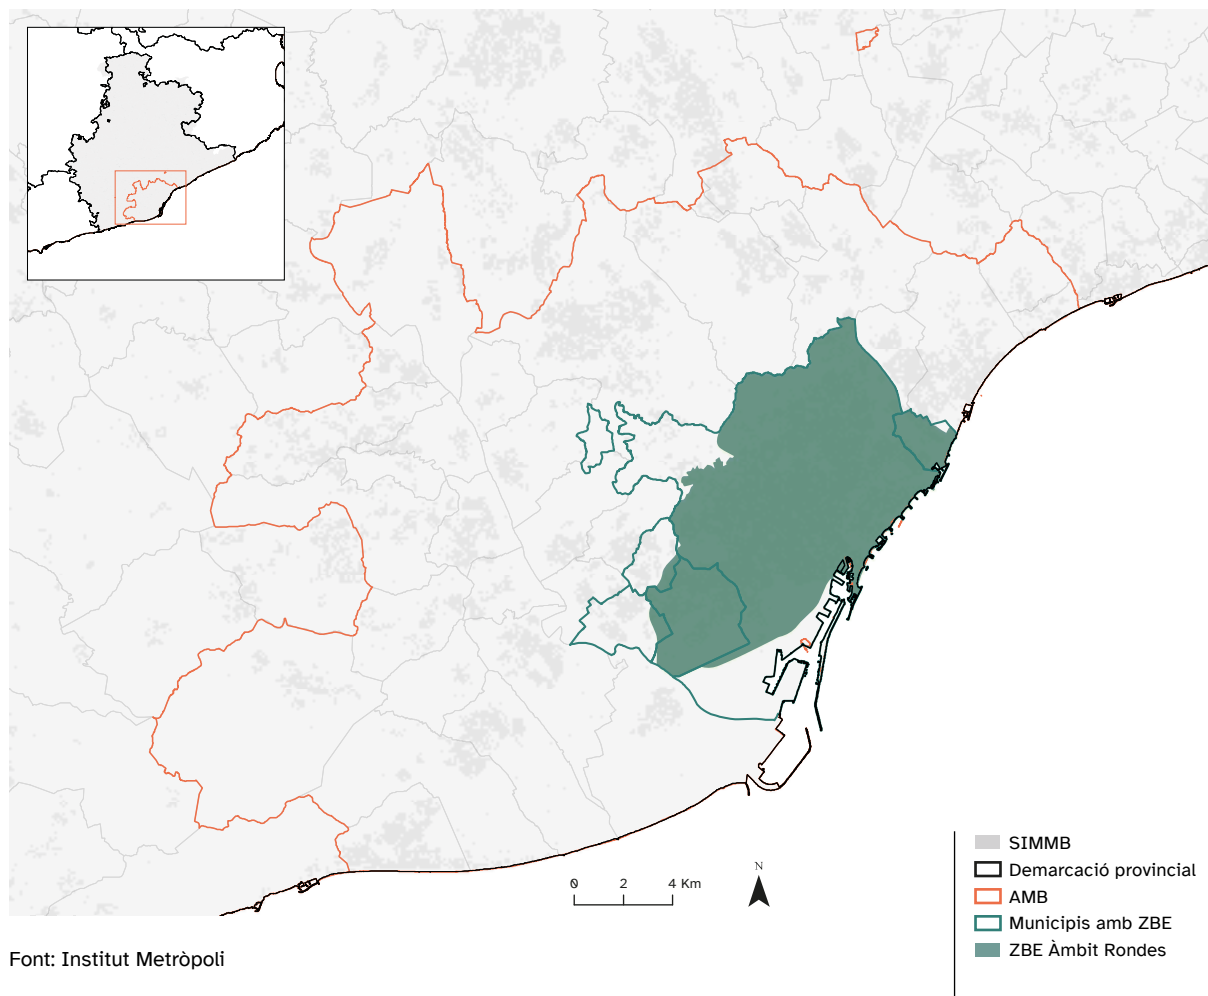 SIMMB
Demarcació provincial
AMB
Municipis amb ZBE
ZBE Àmbit Rondes
0 2 4 Km
N
Font: Institut Metròpoli